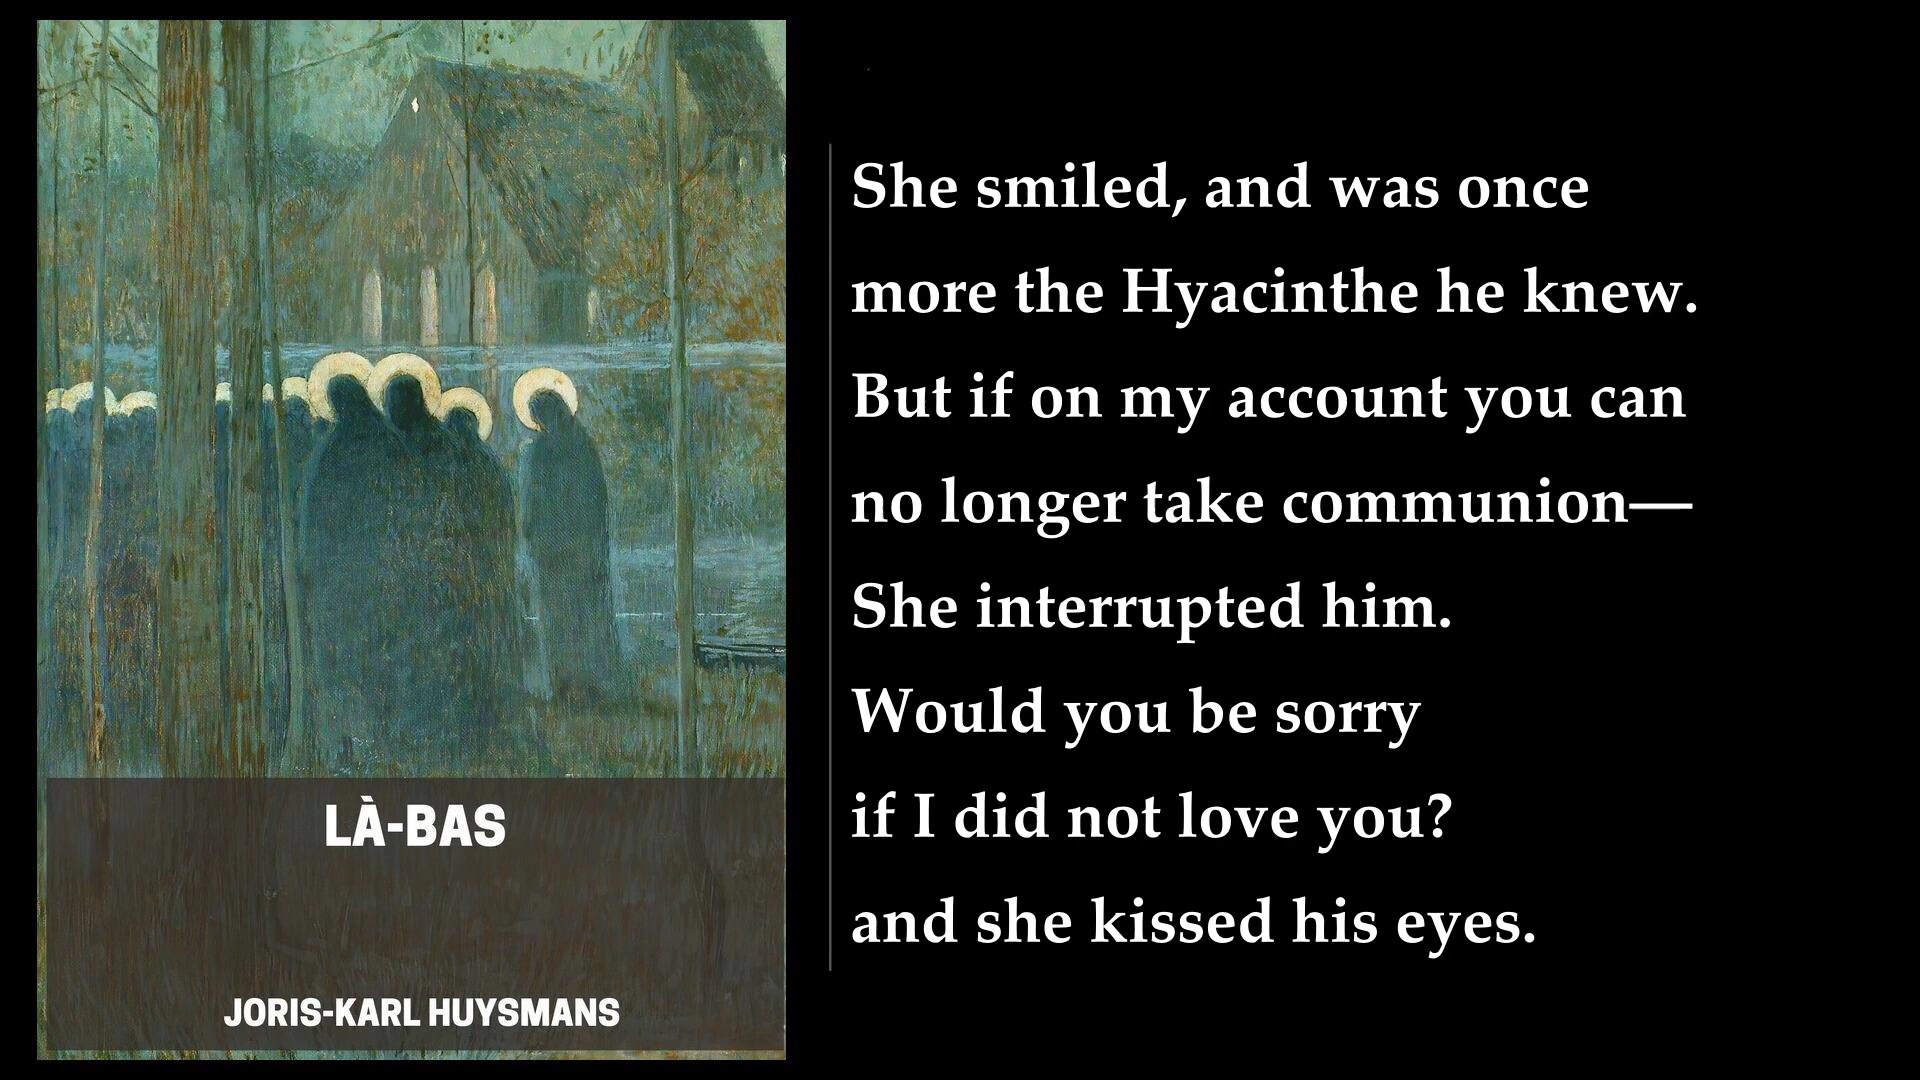 LÀ-BAS
JORIS-KARL HUYSMANS
She smiled, and was once
more the Hyacinthe he knew.
But if on my account you can
no longer take communion—
She interrupted him.
Would you be sorry
if I did not love you?
and she kissed his eyes.